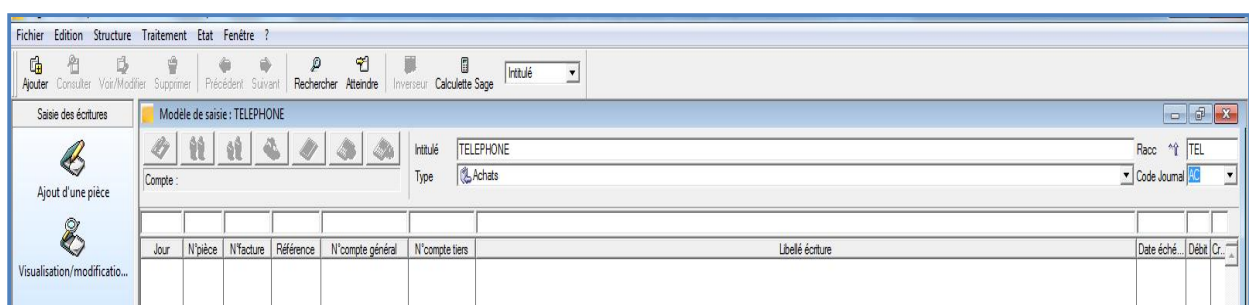 Fichier Edition Structure Traitement Etat Fenêtre ?
Ajouter Consulter Voir/Modifier Supprimer Précédent Suivant Rechercher Atteindre Inverseur Calculette Sage Intitulé
Saisie des écritures Modèle de saisie : TELEPHONE
Intitulé TELEPHONE Racc TEL
Compte : Type Achats Code Journal AC
Ajout d'une pièce
Jour N°pièce N°facture Référence N°compte général N°compte tiers Libellé écriture Date éché... Débit Cr...
Visualisation/modificatio...